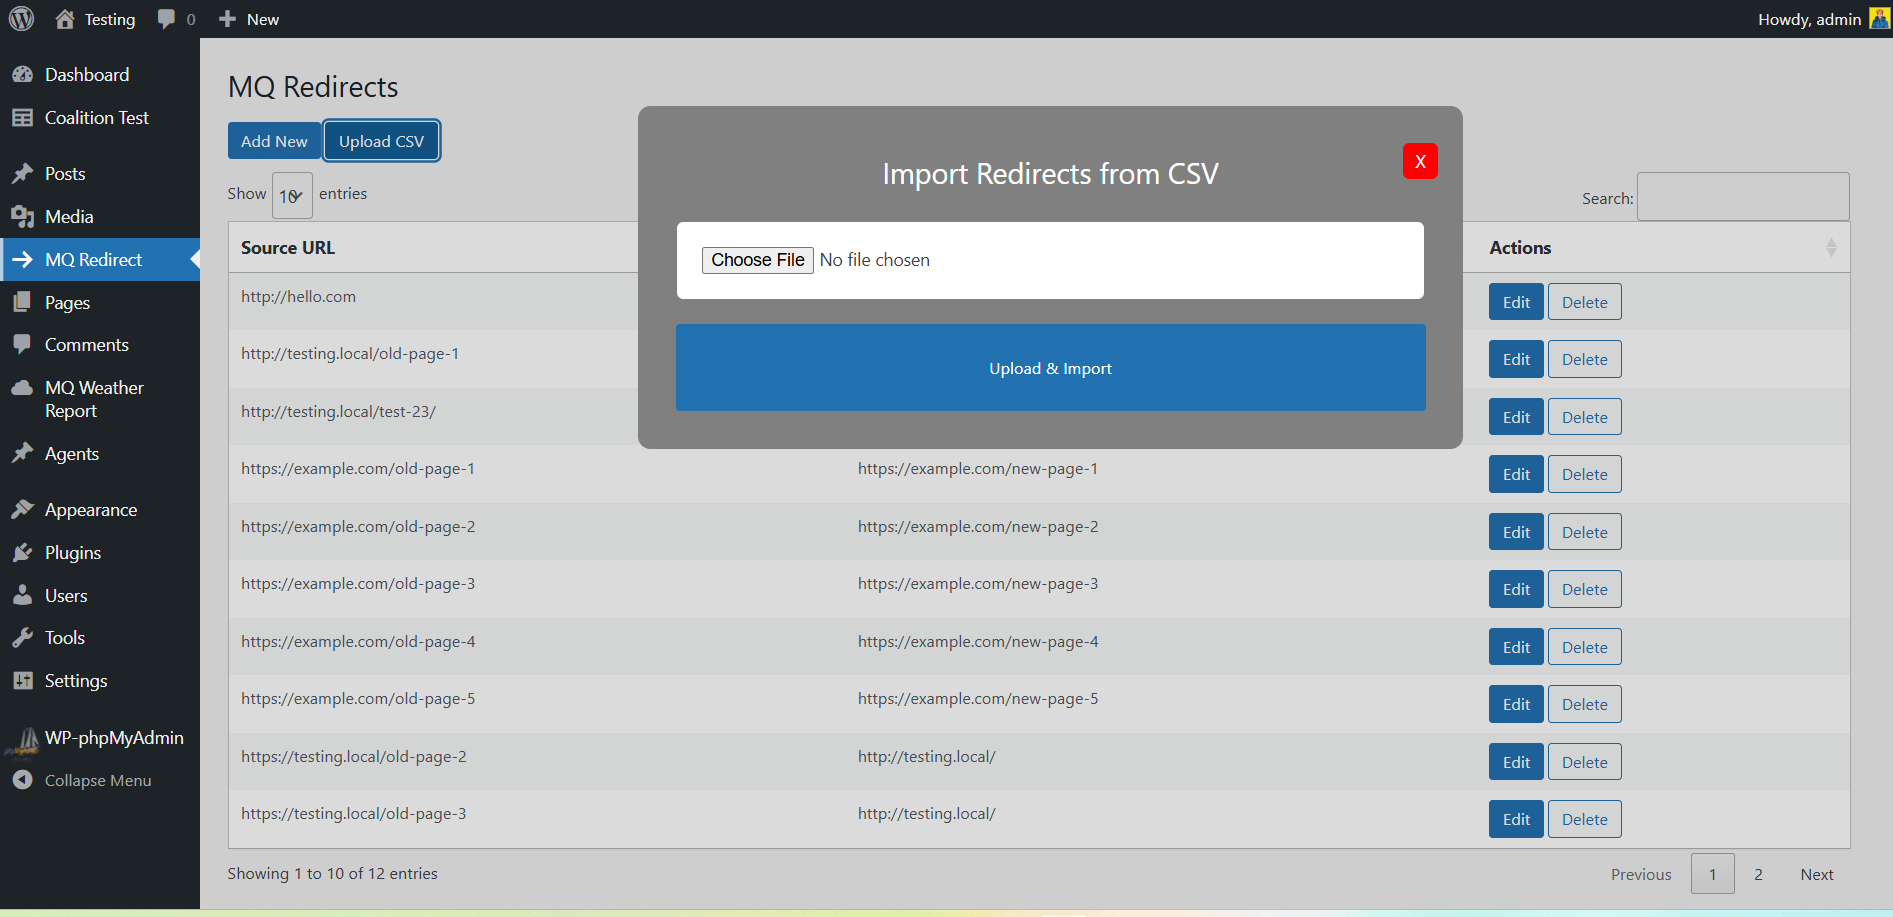 Testing 0 New Howdy, admin
Dashboard
Coalition Test
Posts
Media
MQ Redirect
Pages
Comments
MQ Weather
Report
Agents
Appearance
Plugins
Users
Tools
Settings
WP-phpMyAdmin
Collapse Menu
MQ Redirects
Add New Upload CSV
Show 10 entries
Search:
Import Redirects from CSV
X
Choose File No file chosen
Upload & Import
Source URL Actions
http://hello.com Edit Delete
http://testing.local/old-page-1 Edit Delete
http://testing.local/test-23/ Edit Delete
https://example.com/old-page-1 https://example.com/new-page-1 Edit Delete
https://example.com/old-page-2 https://example.com/new-page-2 Edit Delete
https://example.com/old-page-3 https://example.com/new-page-3 Edit Delete
https://example.com/old-page-4 https://example.com/new-page-4 Edit Delete
https://example.com/old-page-5 https://example.com/new-page-5 Edit Delete
https://testing.local/old-page-2 http://testing.local/ Edit Delete
https://testing.local/old-page-3 http://testing.local/ Edit Delete
Showing 1 to 10 of 12 entries
Previous 1 2 Next